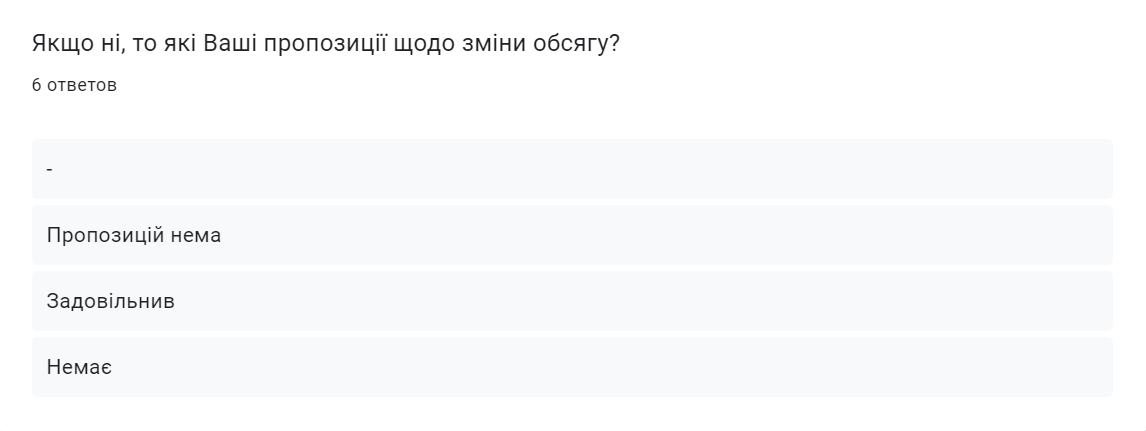 Якщо ні, то які Ваші пропозиції щодо зміни обсягу?
6 ответов
-
Пропозицій нема
Задовільнив
Немає